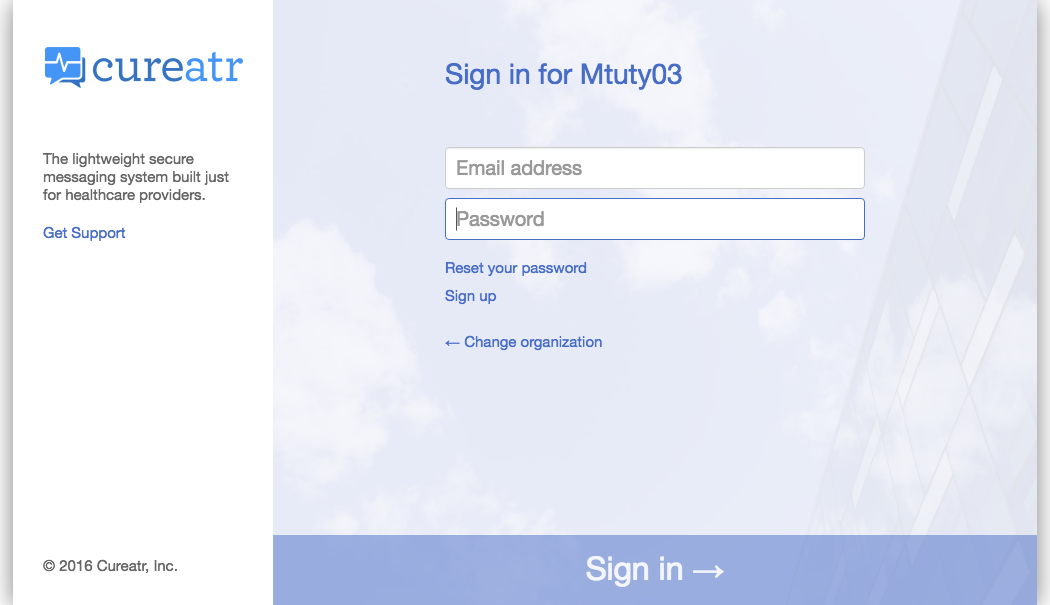 cureatr
The lightweight secure
messaging system built just
for healthcare providers.
Get Support
© 2016 Cureatr, Inc.
Sign in for Mtuty03
Email address
Password
Reset your password
Sign up
← Change organization
Sign in →